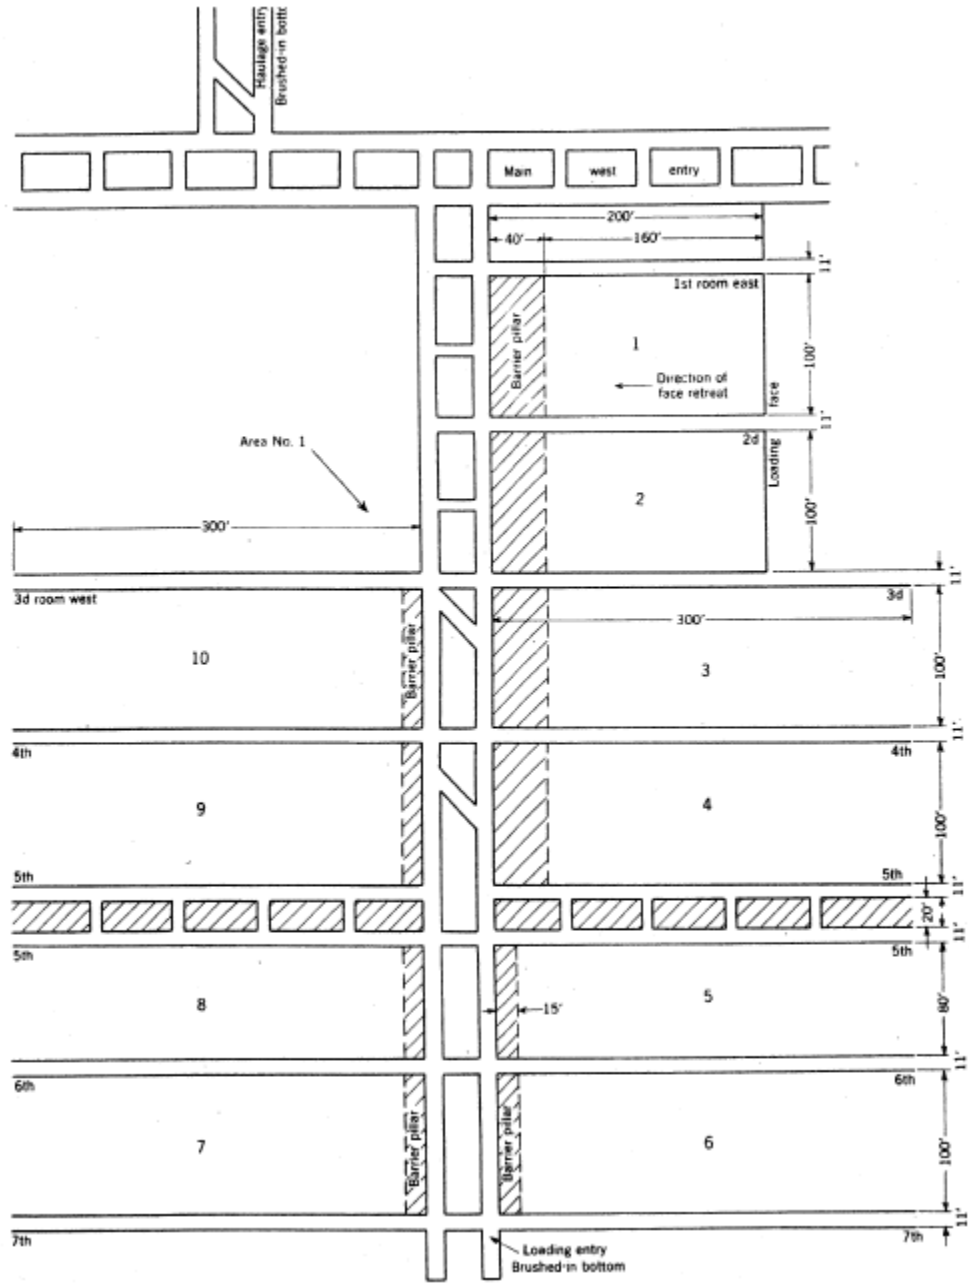 Haulage entry
Brushed-in botto
Main west entry
200'
40' 160'
11'
1st room east
Barrier pillar
1
100'
Direction of
face retreat
face
11'
Area No. 1
2d
Loading
2
100'
300'
11'
3d room west
3d
300'
Barrier pillar
10
3
100'
11'
4th
4th
9
4
100'
5th
5th
11'
20'
11'
5th
5th
8
5
15'
80'
11'
6th
6th
Barrier pillar
Barrier pillar
7
6
100'
11'
7th
7th
Loading entry
Brushed-in bottom